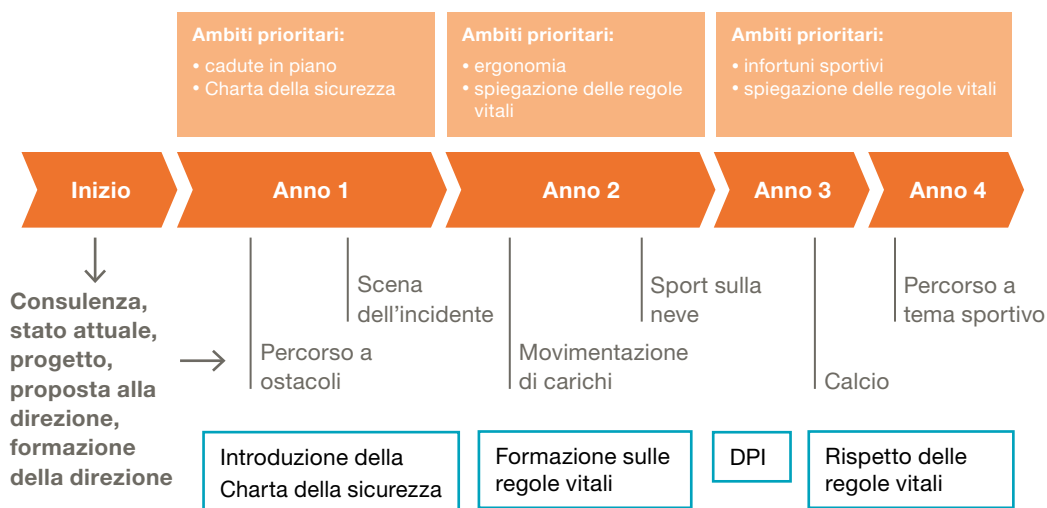 Ambiti prioritari:
• cadute in piano
• Charta della sicurezza
Ambiti prioritari:
• ergonomia
• spiegazione delle regole
vitali
Ambiti prioritari:
• infortuni sportivi
• spiegazione delle regole vitali
Inizio
Anno 1
Anno 2
Anno 3
Anno 4
Consulenza,
stato attuale,
progetto,
proposta alla
direzione,
formazione
della direzione
Percorso a
ostacoli
Scena
dell’incidente
Movimentazione
di carichi
Sport sulla
neve
Calcio
Percorso a
tema sportivo
Introduzione della
Charta della sicurezza
Formazione sulle
regole vitali
DPI
Rispetto delle
regole vitali